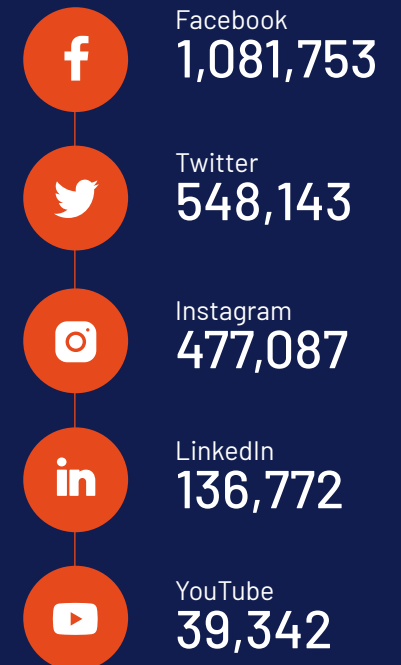 Facebook
1,081,753
Twitter
548,143
Instagram
477,087
LinkedIn
136,772
YouTube
39,342